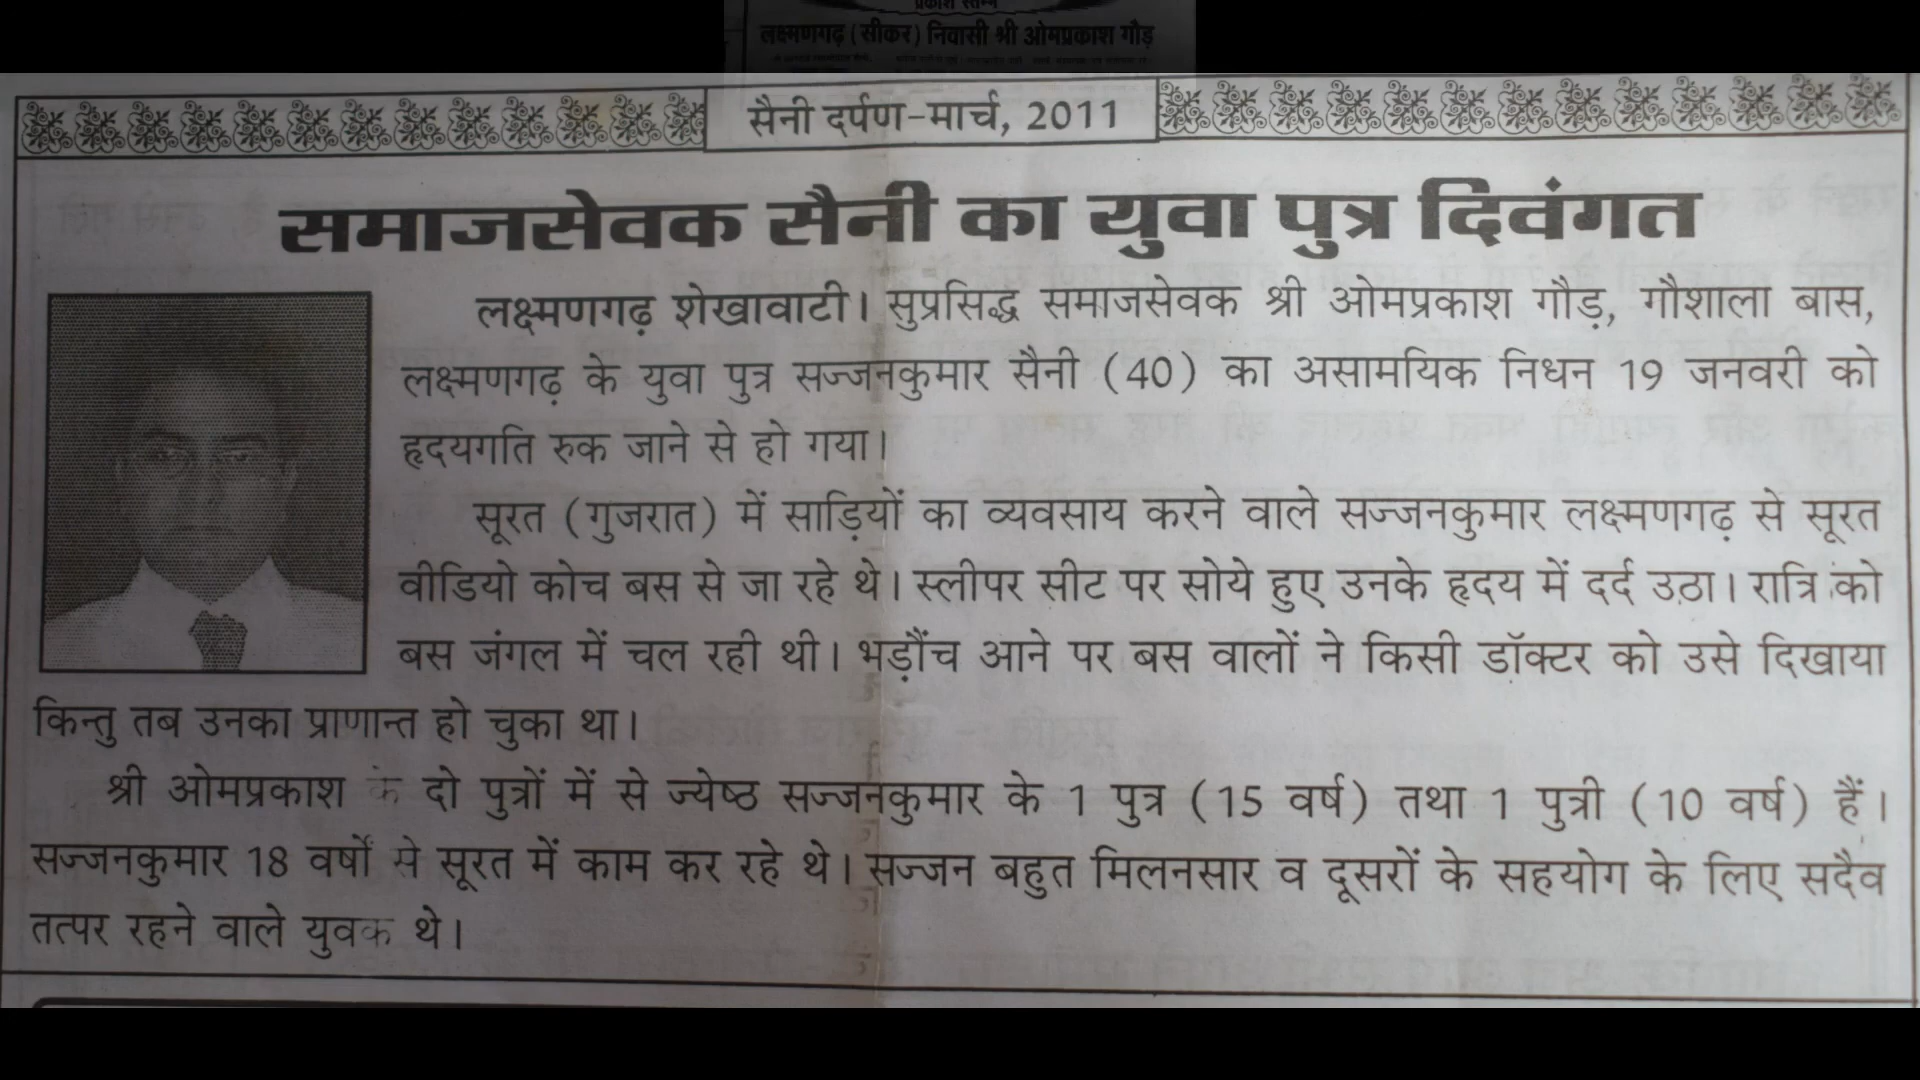 प्रकाश स्तम्भ
लक्ष्मणगढ़ (सीकर) निवासी श्री ओमप्रकाश गौड़
सैनी दर्पण-मार्च, 2011
समाजसेवक सैनी का युवा पुत्र दिवंगत
लक्ष्मणगढ़ शेखावाटी। सुप्रसिद्ध समाजसेवक श्री ओमप्रकाश गौड़, गौशाला बास,
लक्ष्मणगढ़ के युवा पुत्र सज्जनकुमार सैनी (40) का असामयिक निधन 19 जनवरी को
हृदयगति रुक जाने से हो गया।
सूरत (गुजरात) में साड़ियों का व्यवसाय करने वाले सज्जनकुमार लक्ष्मणगढ़ से सूरत
वीडियो कोच बस से जा रहे थे। स्लीपर सीट पर सोये हुए उनके हृदय में दर्द उठा। रात्रि को
बस जंगल में चल रही थी। भड़ौंच आने पर बस वालों ने किसी डॉक्टर को उसे दिखाया
किन्तु तब उनका प्राणान्त हो चुका था।
श्री ओमप्रकाश के दो पुत्रों में से ज्येष्ठ सज्जनकुमार के 1 पुत्र (15 वर्ष) तथा 1 पुत्री (10 वर्ष) हैं।
सज्जनकुमार 18 वर्षों से सूरत में काम कर रहे थे। सज्जन बहुत मिलनसार व दूसरों के सहयोग के लिए सदैव
तत्पर रहने वाले युवक थे।